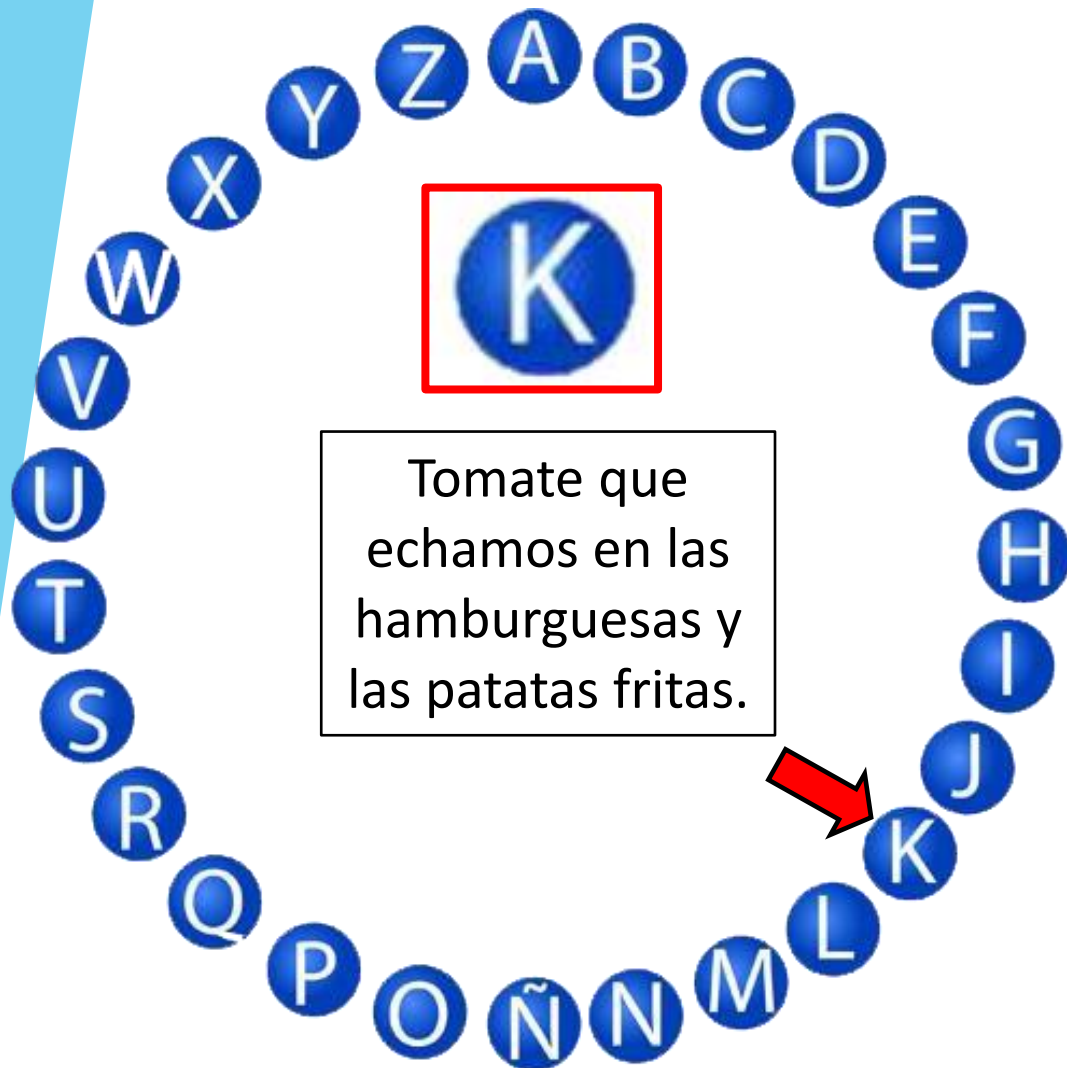 A
B
C
D
E
F
G
H
I
J
K
L
M
N
Ñ
O
P
Q
R
S
T
U
V
W
X
Y
Z
K
Tomate que
echamos en las
hamburguesas y
las patatas fritas.